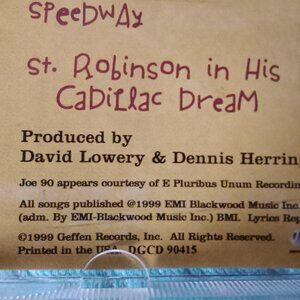 speedway
st. Robinson in His
Cadillac Dream
Produced by
David Lowery & Dennis Herrin
Joe 90 appears courtesy of E Pluribus Unum Recordin
All songs published @1999 EMI Blackwood Music Inc.
(adm. By EMI-Blackwood Music Inc.) BMI. Lyrics Rep
©1999 Geffen Records, Inc. All Rights Reserved.
Printed in the USA. DGCD 90415